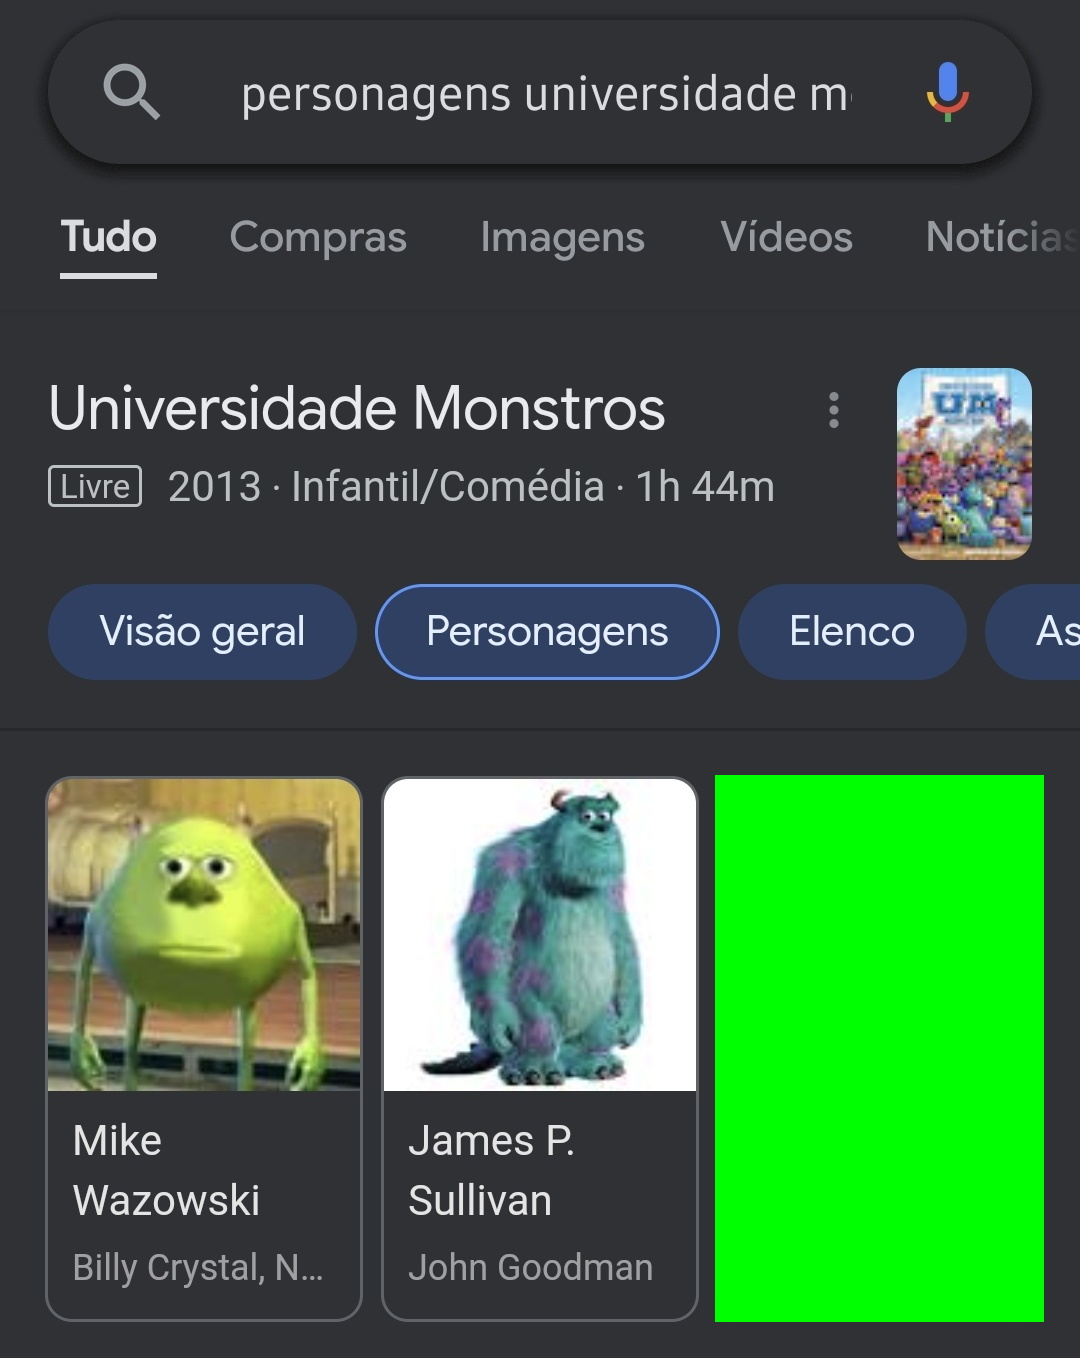 personagens universidade m
Tudo Compras Imagens Vídeos Notícias
Universidade Monstros
Livre 2013 · Infantil/Comédia · 1h 44m
UM
Visão geral Personagens Elenco As
Mike
Wazowski
Billy Crystal, N...
James P.
Sullivan
John Goodman